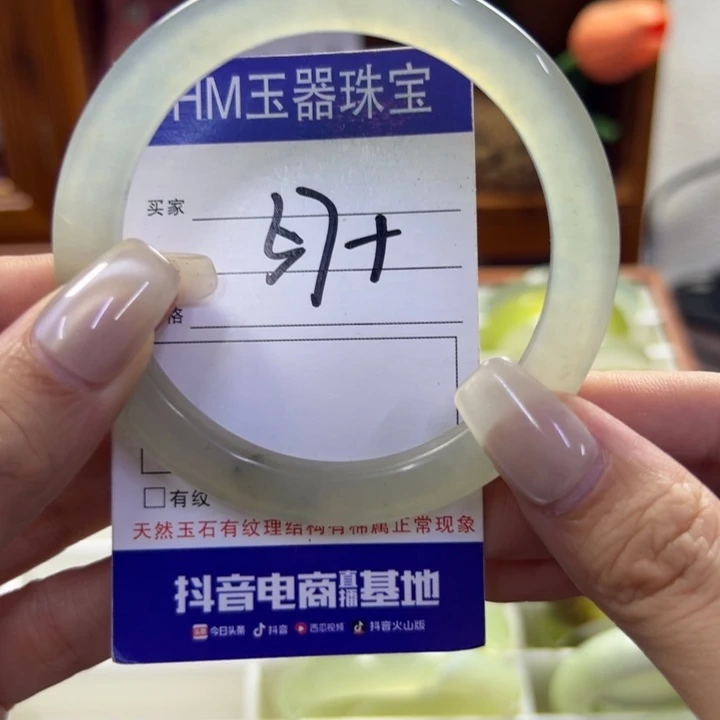 HM玉器珠宝
买家
57+
格
有纹
天然玉石有纹理结构有棉属正常现象
抖音电商直播基地
今日头条 抖音 西瓜视频 抖音火山版